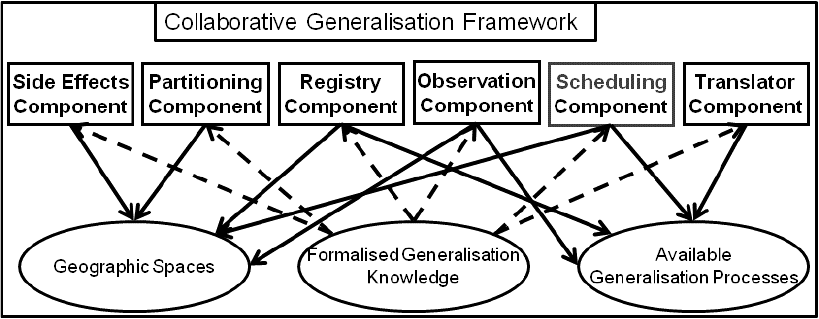 Collaborative Generalisation Framework
Side Effects
Component
Partitioning
Component
Registry
Component
Observation
Component
Scheduling
Component
Translator
Component
Geographic Spaces
Formalised Generalisation
Knowledge
Available
Generalisation Processes